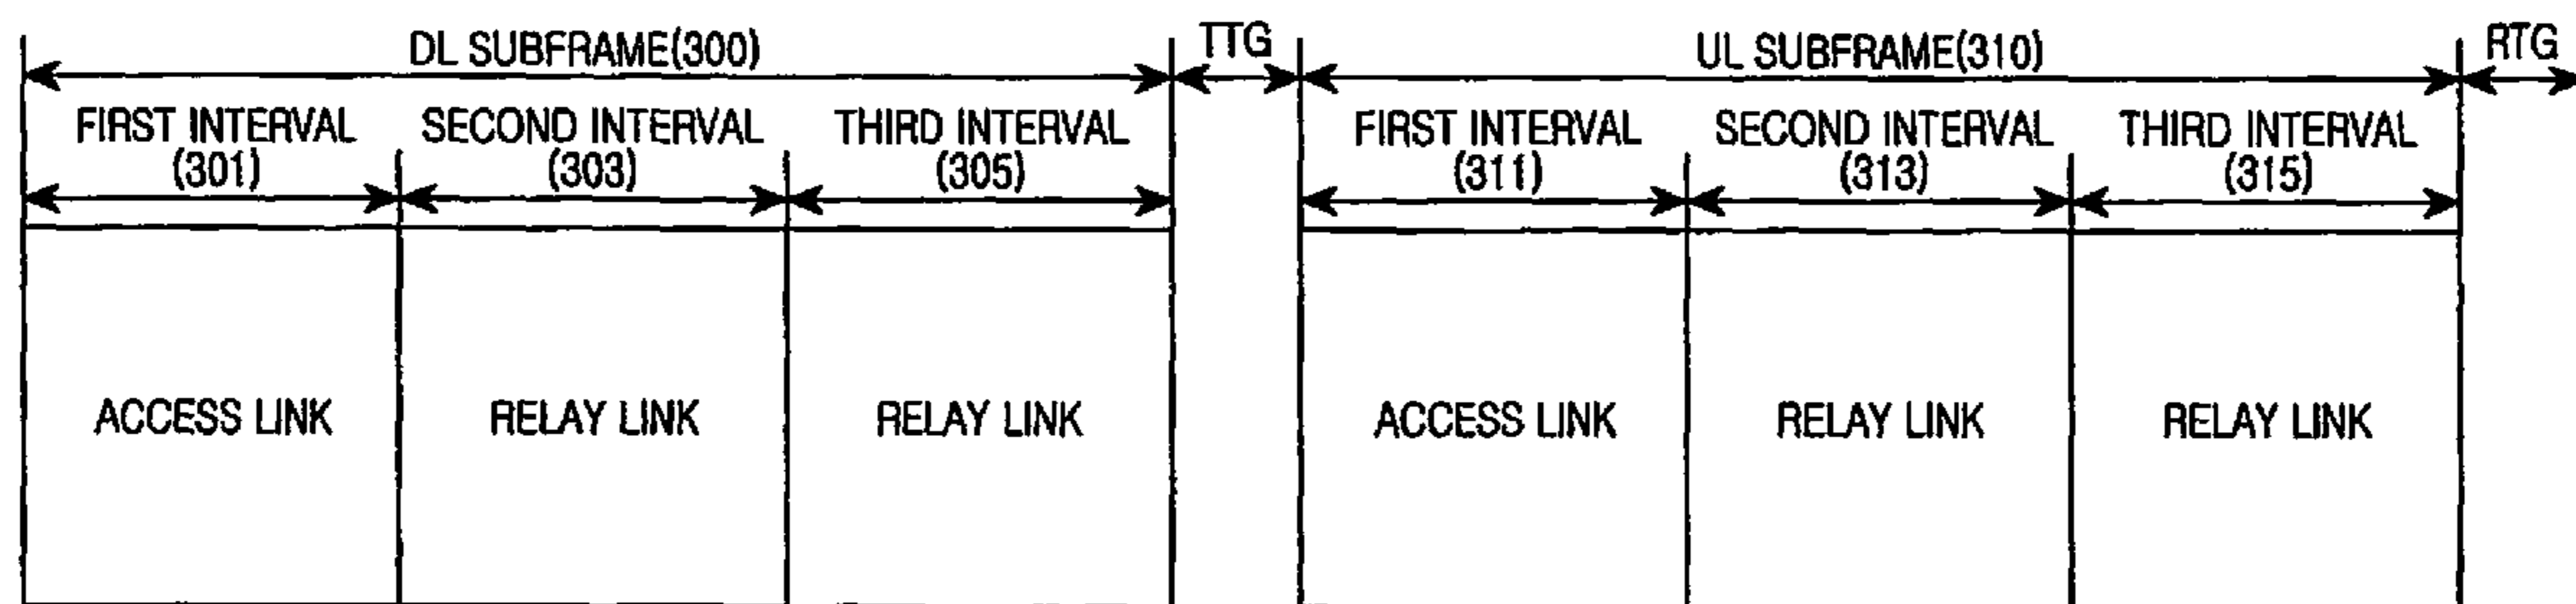 DL SUBFRAME(300)
TTG
UL SUBFRAME(310)
RTG
FIRST INTERVAL
(301)
SECOND INTERVAL
(303)
THIRD INTERVAL
(305)
FIRST INTERVAL
(311)
SECOND INTERVAL
(313)
THIRD INTERVAL
(315)
ACCESS LINK
RELAY LINK
RELAY LINK
ACCESS LINK
RELAY LINK
RELAY LINK